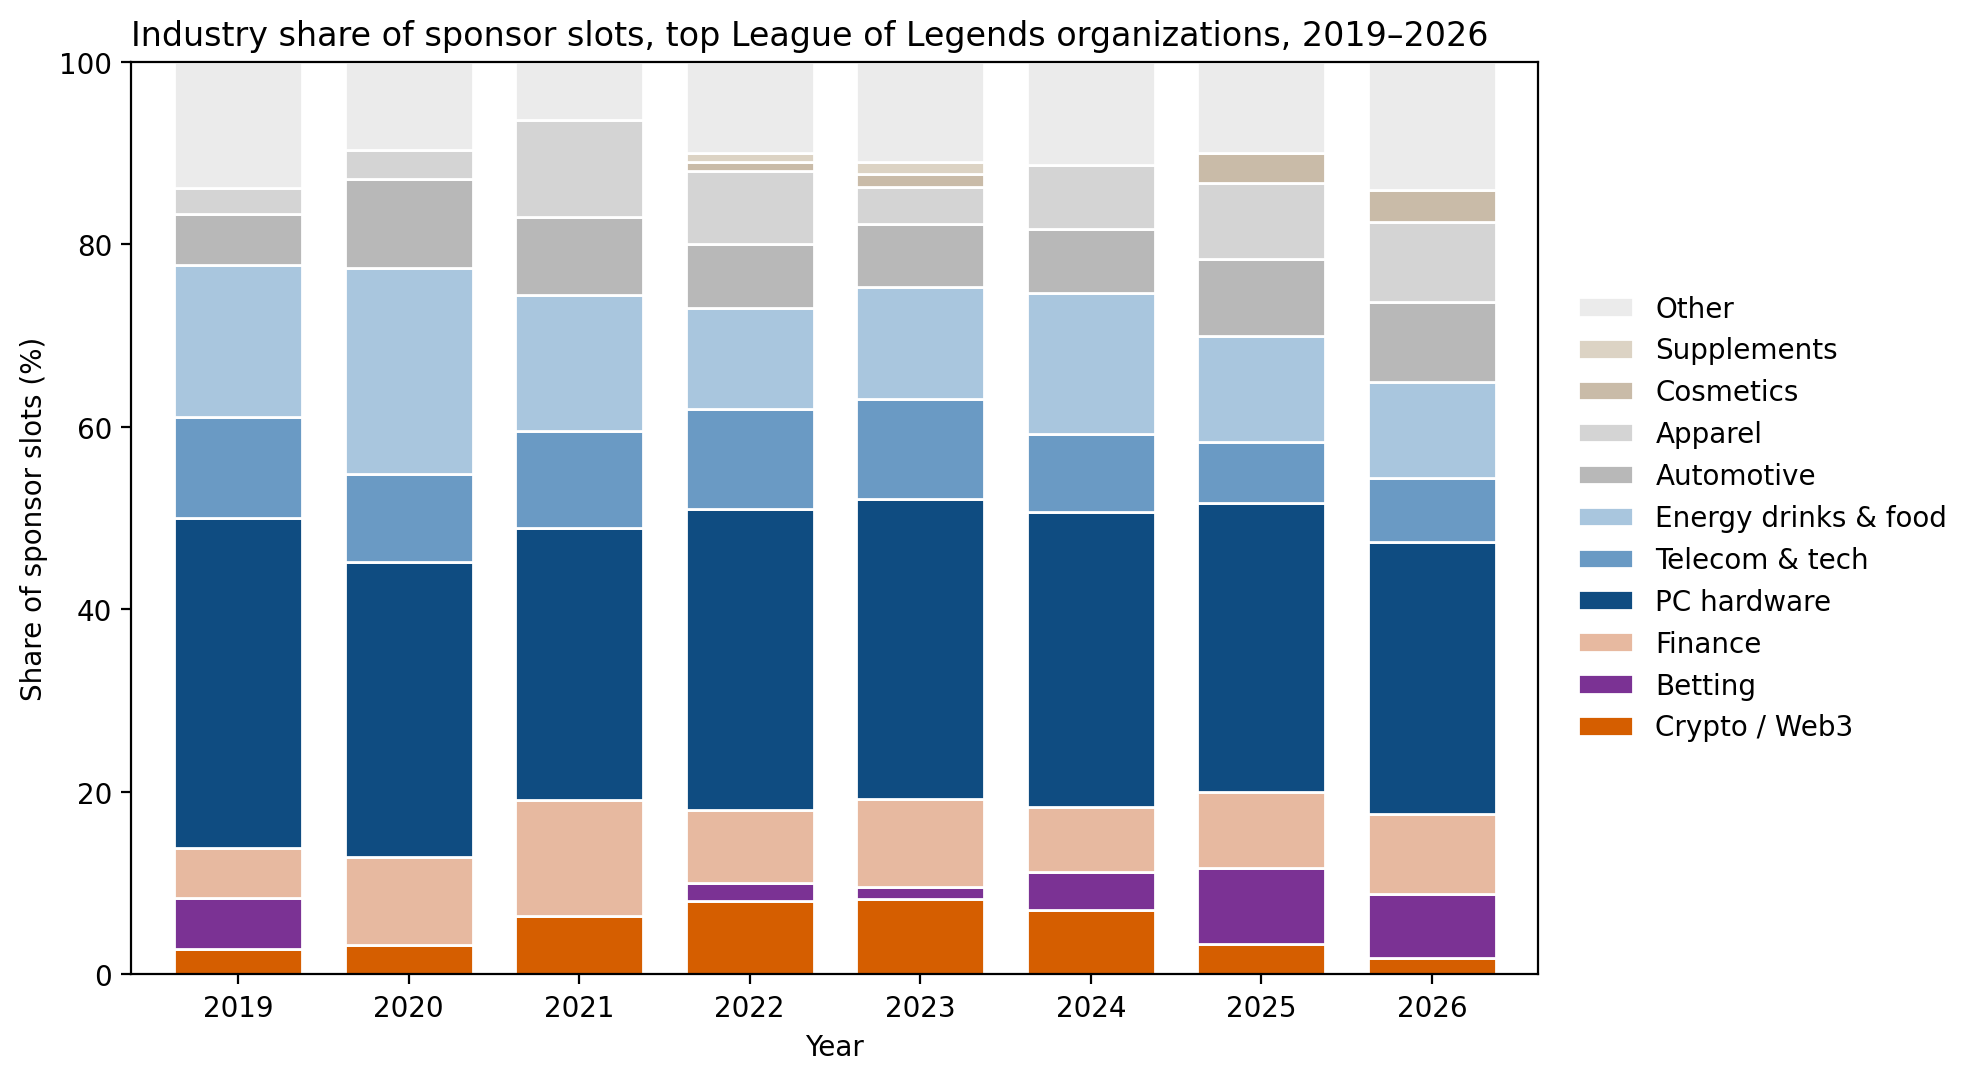 Industry share of sponsor slots, top League of Legends organizations, 2019–2026
Share of sponsor slots (%)
100
80
60
40
20
0
2019 2020 2021 2022 2023 2024 2025 2026
Year
Other
Supplements
Cosmetics
Apparel
Automotive
Energy drinks & food
Telecom & tech
PC hardware
Finance
Betting
Crypto / Web3